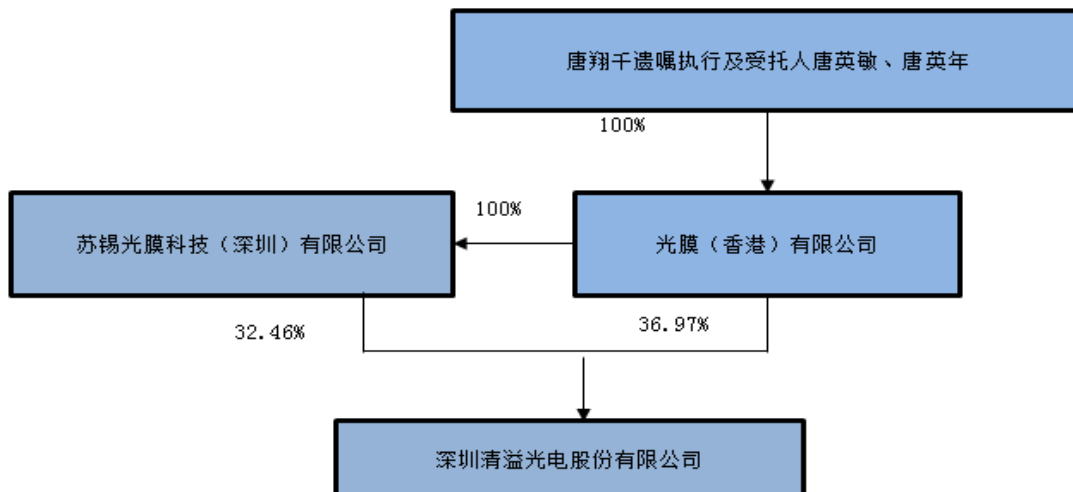 唐翔千遗嘱执行及受托人唐英敏、唐英年
100%
苏锡光膜科技（深圳）有限公司
100%
光膜（香港）有限公司
32.46%
36.97%
深圳清溢光电股份有限公司